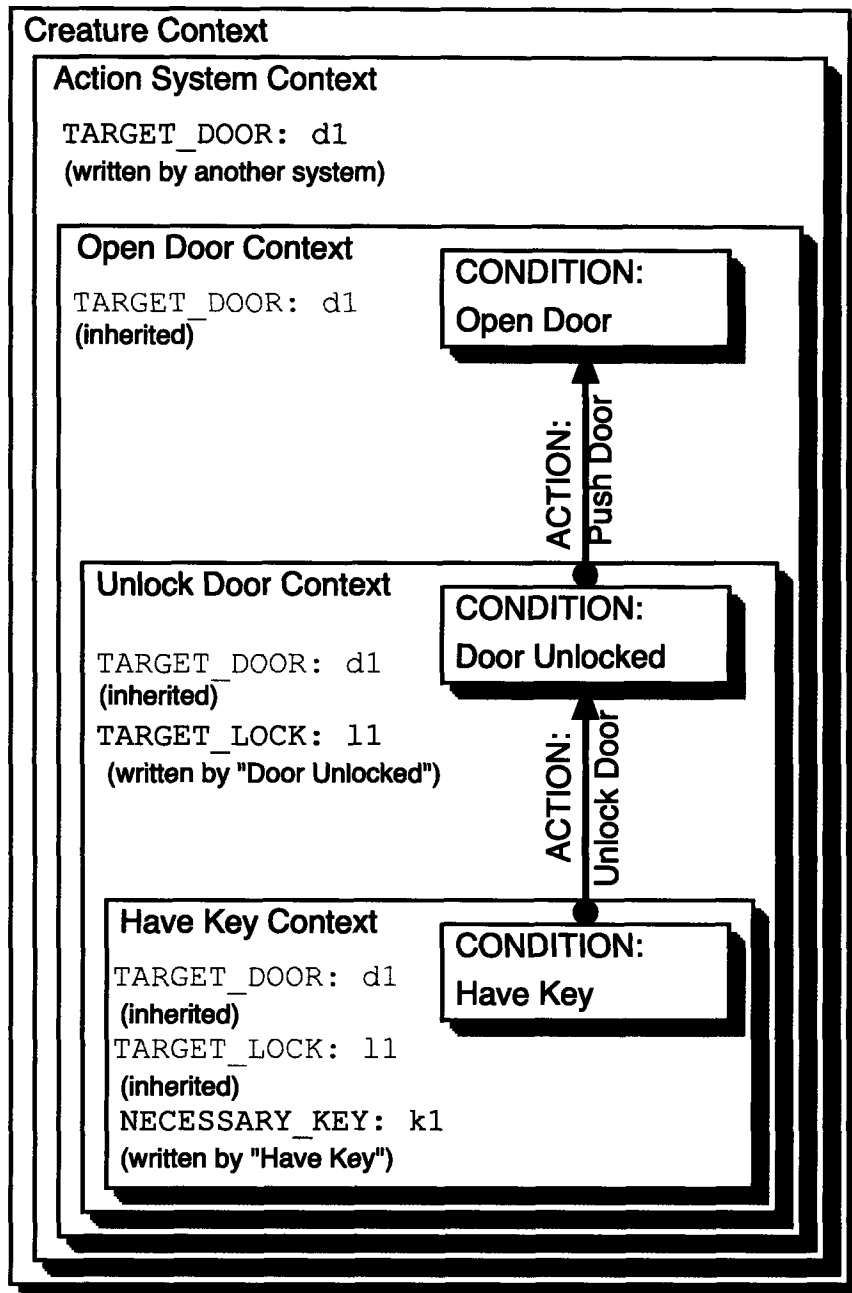 Creature Context
Action System Context
TARGET_DOOR: d1
(written by another system)
Open Door Context
TARGET_DOOR: d1
(inherited)
CONDITION:
Open Door
ACTION:
Push Door
Unlock Door Context
TARGET_DOOR: d1
(inherited)
TARGET_LOCK: l1
(written by "Door Unlocked")
CONDITION:
Door Unlocked
ACTION:
Unlock Door
Have Key Context
TARGET_DOOR: d1
(inherited)
TARGET_LOCK: l1
(inherited)
NECESSARY_KEY: k1
(written by "Have Key")
CONDITION:
Have Key